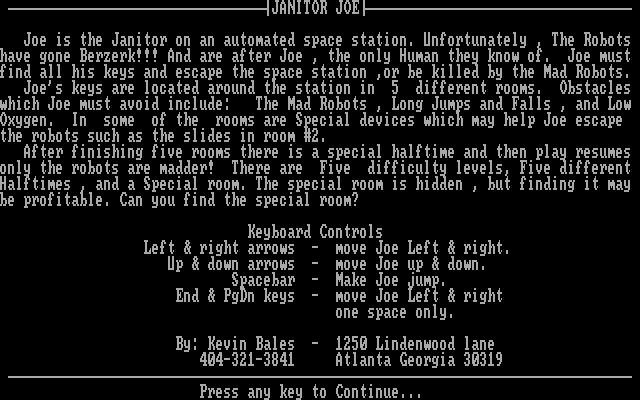 JANITOR JOE
Joe is the Janitor on an automated space station. Unfortunately , The Robots
have gone Berzerk!!! And are after Joe , the only Human they know of.  Joe must
find all his keys and escape the space station ,or be killed by the Mad Robots.
Joe's keys are located around the station in  5  different rooms.  Obstacles
which Joe must avoid include:   The Mad Robots , Long Jumps and Falls , and Low
Oxygen.  In  some  of the  rooms are Special devices which may help Joe escape
the robots such as the slides in room #2.
After finishing five rooms there is a special halftime and then play resumes
only the robots are madder!  There are  Five  difficulty levels, Five different
Halftimes , and a Special room. The special room is hidden , but finding it may
be profitable. Can you find the special room?
Keyboard Controls
Left & right arrows  -  move Joe Left & right.
Up & down arrows  -  move Joe up & down.
Spacebar  -  Make Joe jump.
End & PgDn keys  -  move Joe Left & right
one space only.
By: Kevin Bales  -  1250 Lindenwood lane
404-321-3841     Atlanta Georgia 30319
Press any key to Continue...